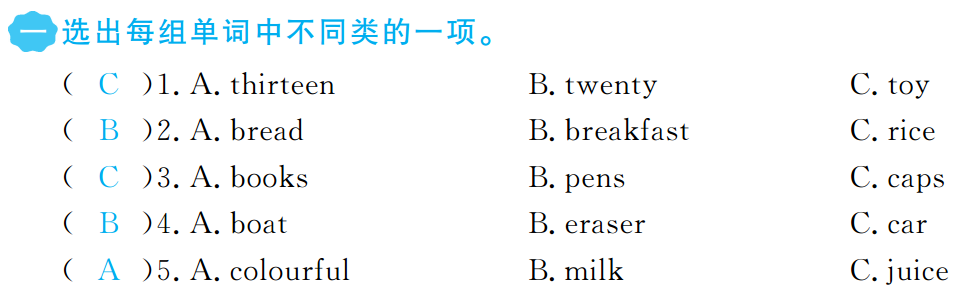 一 选出每组单词中不同类的一项。
( C )1. A. thirteen B. twenty C. toy
( B )2. A. bread B. breakfast C. rice
( C )3. A. books B. pens C. caps
( B )4. A. boat B. eraser C. car
( A )5. A. colourful B. milk C. juice